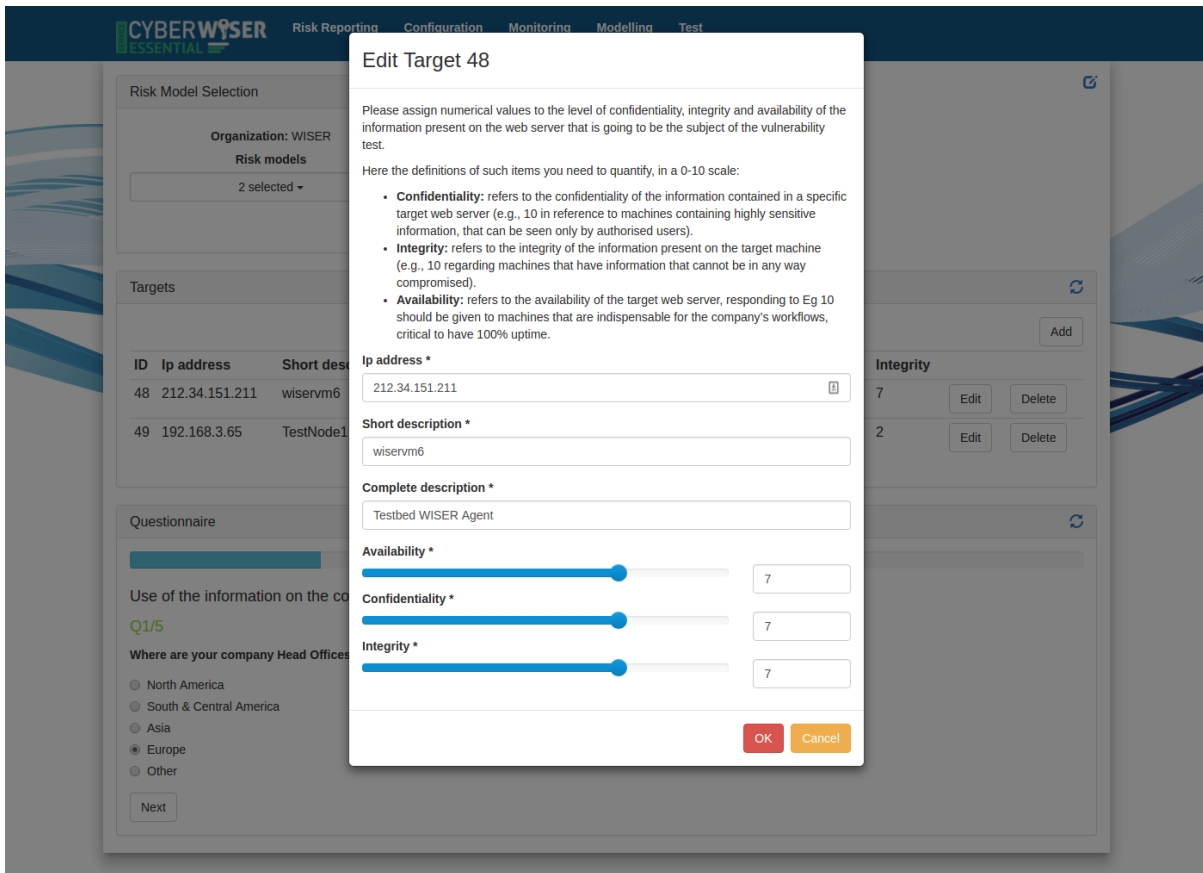 SERVICES
CYBERWISER
ESSENTIAL
Risk Reporting Configuration Monitoring Modelling Test
Risk Model Selection
Organization: WISER
Risk models
2 selected
Targets
Add
ID Ip address Short desc Integrity
48 212.34.151.211 wiservm6 7 Edit Delete
49 192.168.3.65 TestNode1 2 Edit Delete
Questionnaire
Use of the information on the co
Q1/5
Where are your company Head Offices
North America
South & Central America
Asia
Europe
Other
Next
Edit Target 48
Please assign numerical values to the level of confidentiality, integrity and availability of the
information present on the web server that is going to be the subject of the vulnerability
test.
Here the definitions of such items you need to quantify, in a 0-10 scale:
• Confidentiality: refers to the confidentiality of the information contained in a specific
target web server (e.g., 10 in reference to machines containing highly sensitive
information, that can be seen only by authorised users).
• Integrity: refers to the integrity of the information present on the target machine
(e.g., 10 regarding machines that have information that cannot be in any way
compromised).
• Availability: refers to the availability of the target web server, responding to Eg 10
should be given to machines that are indispensable for the company's workflows,
critical to have 100% uptime.
Ip address *
212.34.151.211
Short description *
wiservm6
Complete description *
Testbed WISER Agent
Availability *
7
Confidentiality *
7
Integrity *
7
OK Cancel